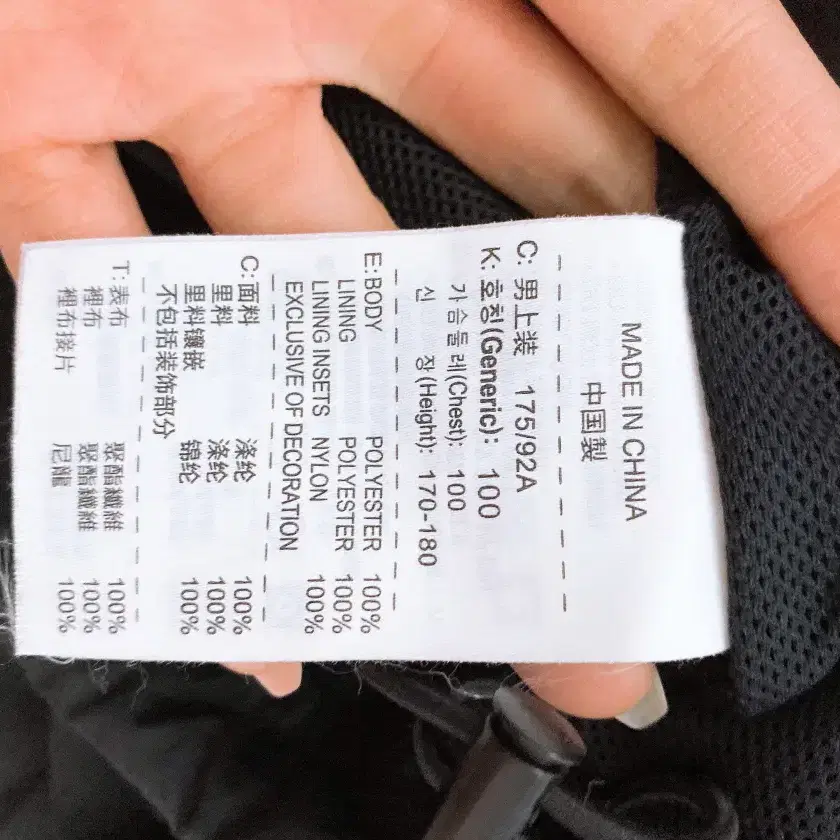 MADE IN CHINA
中国製
C: 男上装 175/92A
K: 호칭(Generic): 100
가슴둘레(Chest): 100
신 장(Height): 170-180
E: BODY POLYESTER 100%
LINING POLYESTER 100%
LINING INSETS NYLON 100%
EXCLUSIVE OF DECORATION
C: 面料 涤纶 100%
里料 涤纶 100%
里料镶嵌 锦纶 100%
不包括装饰部分
T: 表布 聚酯纖維 100%
裡布 聚酯纖維 100%
裡布接片 尼龍 100%